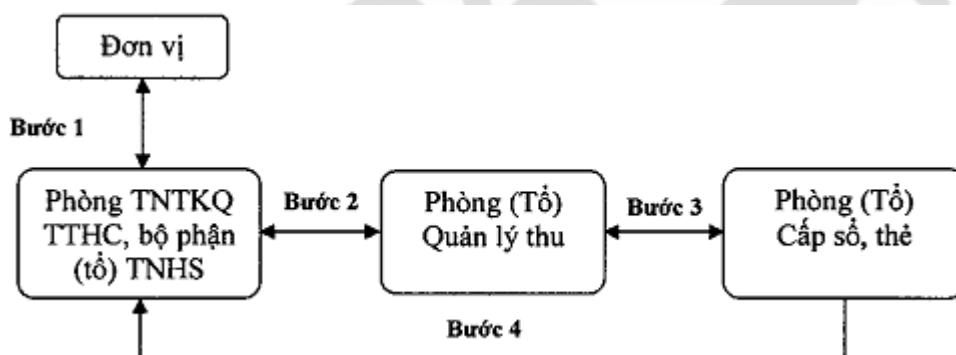 Đơn vị
Bước 1
Phòng TNTKQ
TTHC, bộ phận
(tổ) TNHS
Bước 2
Phòng (Tổ)
Quản lý thu
Bước 3
Phòng (Tổ)
Cấp sổ, thẻ
Bước 4